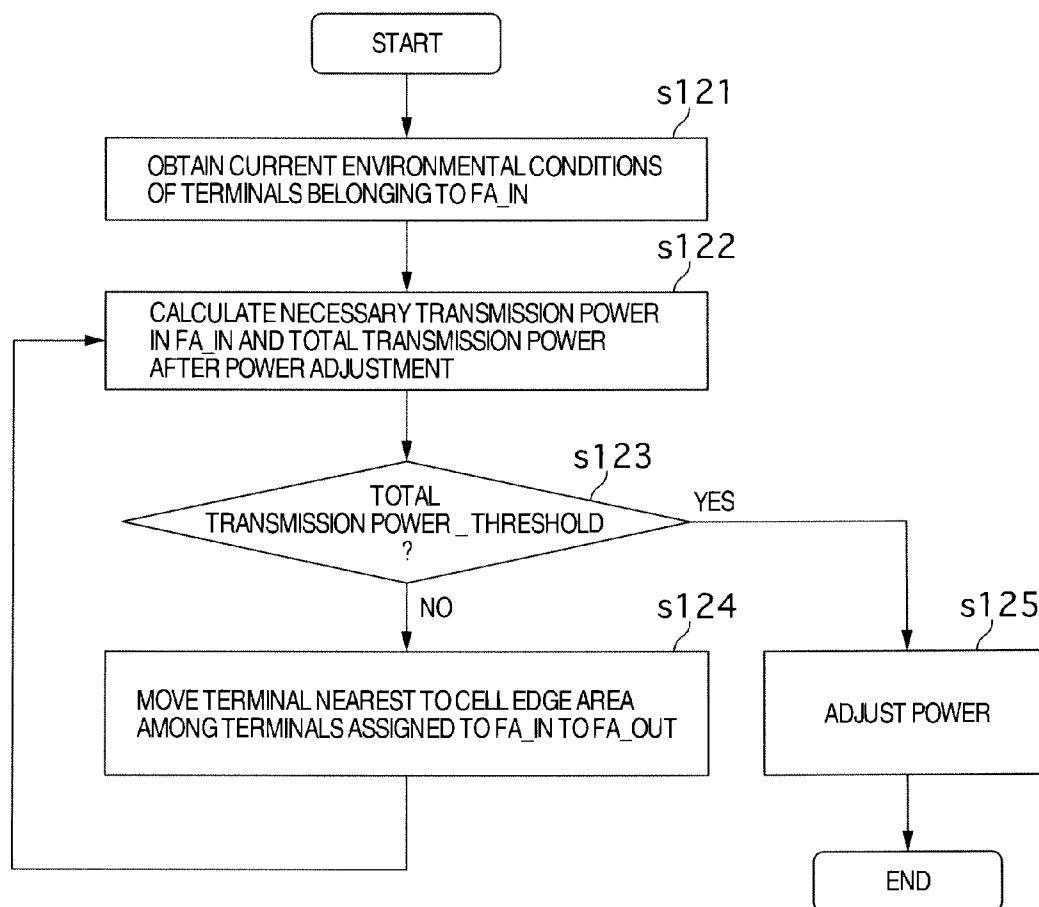 START
s121
OBTAIN CURRENT ENVIRONMENTAL CONDITIONS
OF TERMINALS BELONGING TO FA_IN
s122
CALCULATE NECESSARY TRANSMISSION POWER
IN FA_IN AND TOTAL TRANSMISSION POWER
AFTER POWER ADJUSTMENT
s123
TOTAL
TRANSMISSION POWER _ THRESHOLD
?
YES
NO
s124
MOVE TERMINAL NEAREST TO CELL EDGE AREA
AMONG TERMINALS ASSIGNED TO FA_IN TO FA_OUT
s125
ADJUST POWER
END